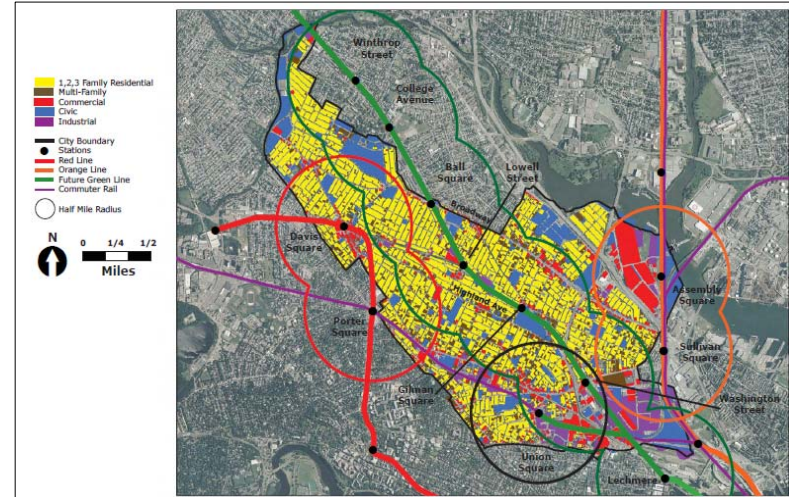 1,2,3 Family Residential
Multi-Family
Commercial
Civic
Industrial
City Boundary
Stations
Red Line
Orange Line
Future Green Line
Commuter Rail
Half Mile Radius
N
0 1/4 1/2
Miles
Winthrop
Street
College
Avenue
Ball
Square
Lowell
Street
Broadway
Davis
Square
Highland
Assembly
Square
Porter
Square
Sullivan
Square
Gilman
Square
Washington
Street
Union
Square
Lechmere